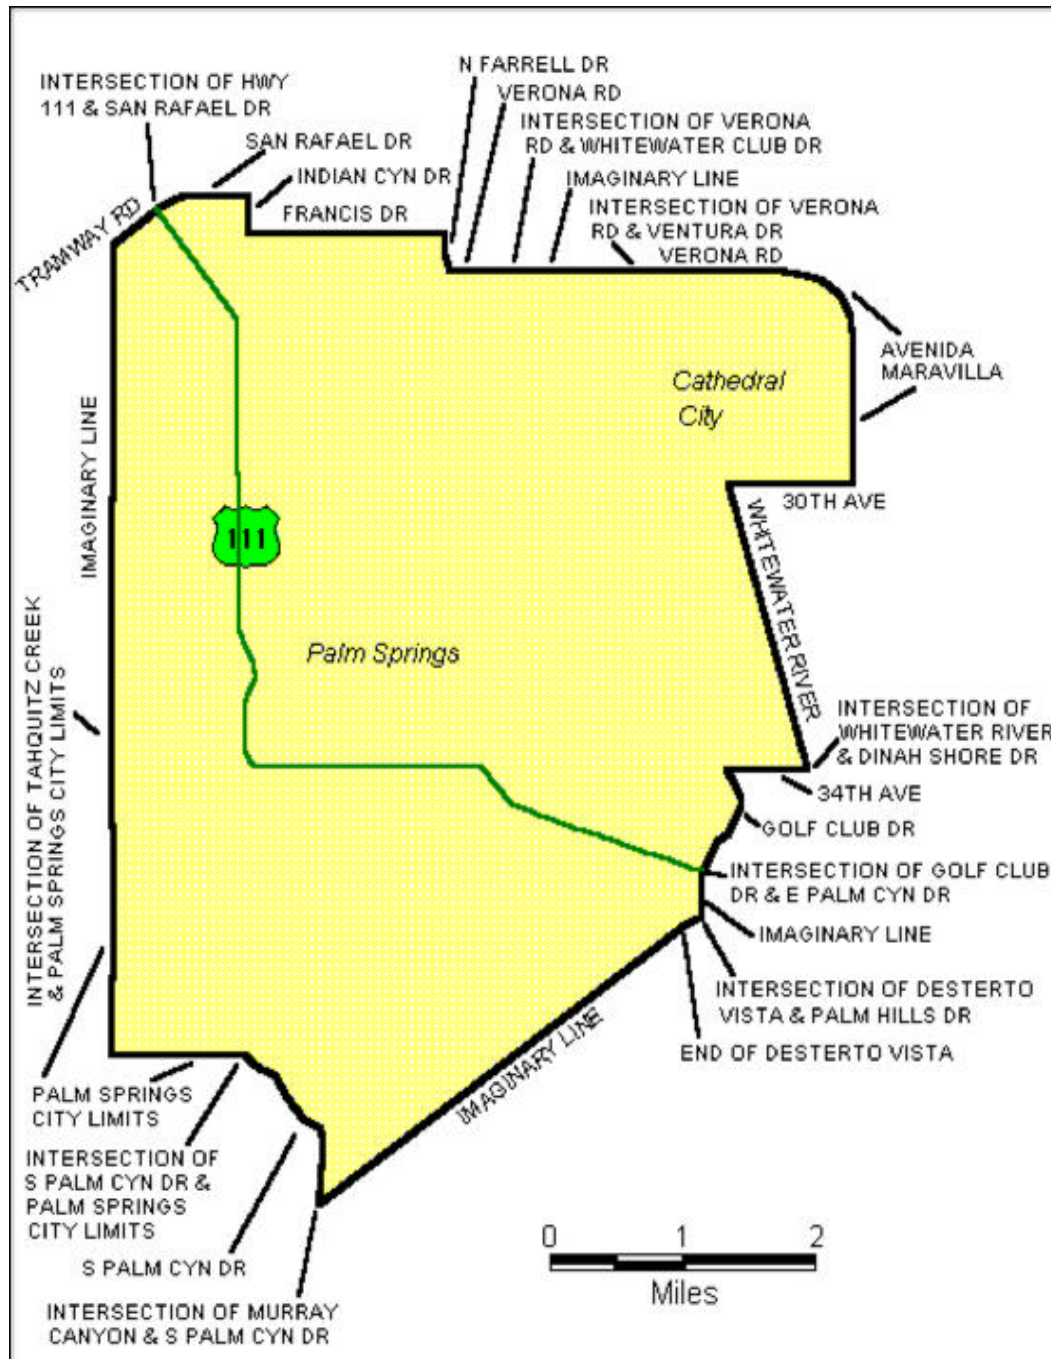 N FARRELL DR
INTERSECTION OF HWY
111 & SAN RAFAEL DR
VERONA RD
INTERSECTION OF VERONA
RD & WHITEWATER CLUB DR
SAN RAFAEL DR
INDIAN CYN DR
IMAGINARY LINE
FRANCIS DR
INTERSECTION OF VERONA
RD & VENTURA DR
VERONA RD
TRAMWAY RD
AVENIDA
MARAVILLA
Cathedral
City
IMAGINARY LINE
30TH AVE
WHITEWATER RIVER
111
Palm Springs
INTERSECTION OF TAHQUITZ CREEK
& PALM SPRINGS CITY LIMITS
INTERSECTION OF
WHITEWATER RIVER
& DINAH SHORE DR
34TH AVE
GOLF CLUB DR
INTERSECTION OF GOLF CLUB
DR & E PALM CYN DR
IMAGINARY LINE
INTERSECTION OF DESTERTO
VISTA & PALM HILLS DR
END OF DESTERTO VISTA
IMAGINARY LINE
PALM SPRINGS
CITY LIMITS
INTERSECTION OF
S PALM CYN DR &
PALM SPRINGS
CITY LIMITS
S PALM CYN DR
INTERSECTION OF MURRAY
CANYON & S PALM CYN DR
0 1 2
Miles